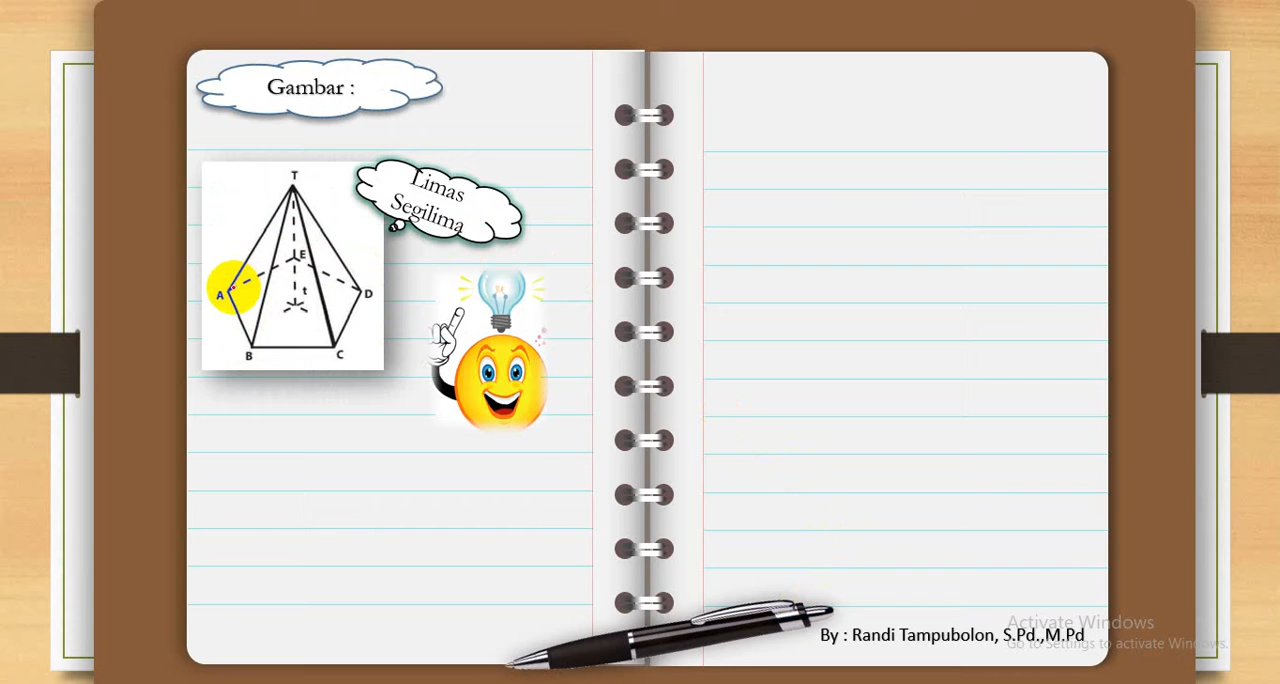 Gambar :
T
Limas
Segilima
E
A
t
D
B
C
By : Randi Tampubolon, S.Pd.,M.Pd
Activate Windows
Go to Settings to activate Windows.